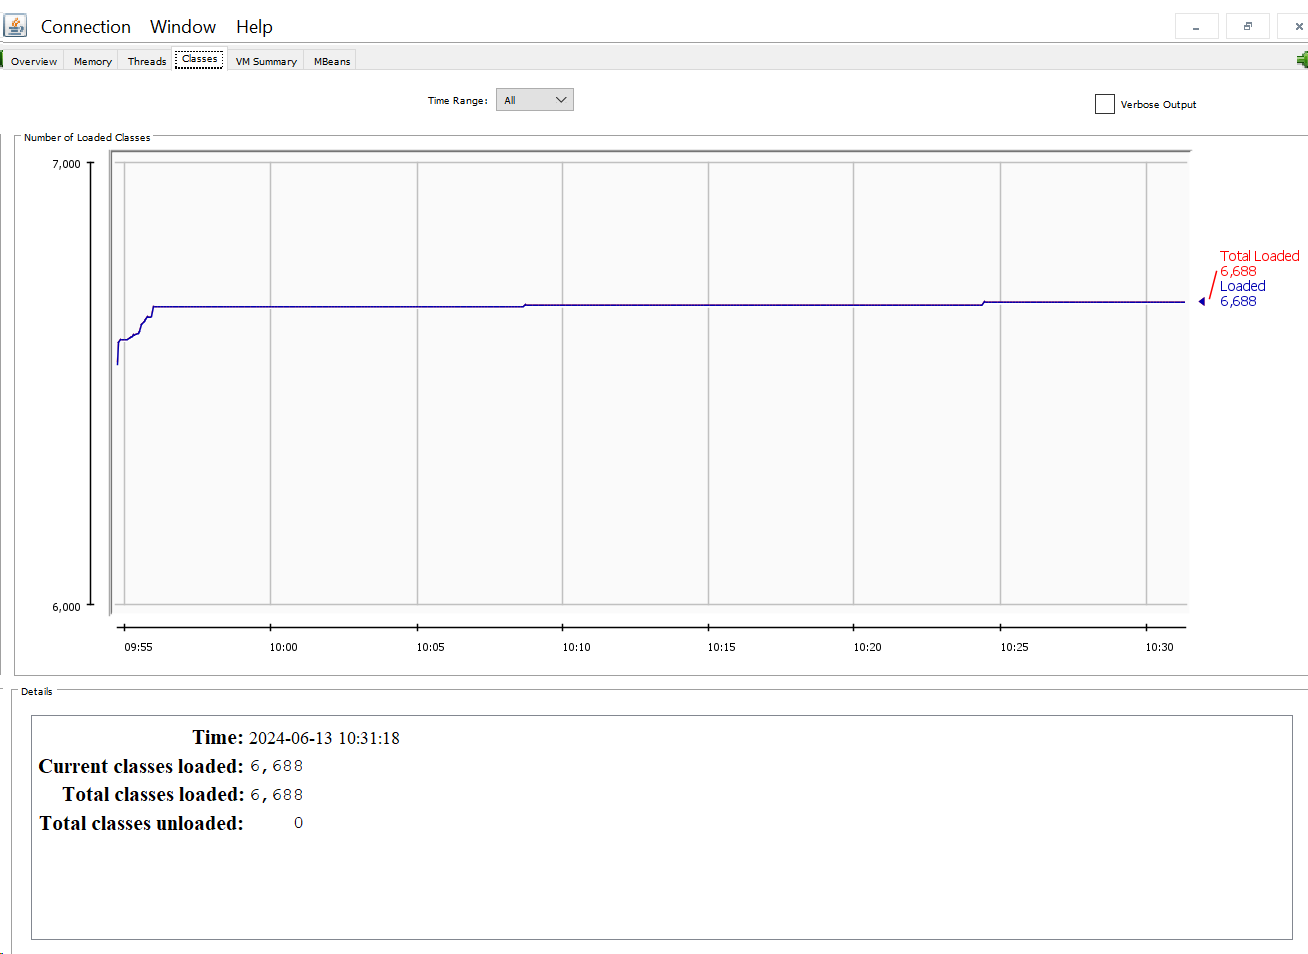 Connection Window Help
Overview Memory Threads Classes VM Summary MBeans
Time Range: All
Verbose Output
Number of Loaded Classes
7,000
6,000
Total Loaded
6,688
Loaded
6,688
09:55 10:00 10:05 10:10 10:15 10:20 10:25 10:30
Details
Time: 2024-06-13 10:31:18
Current classes loaded: 6,688
Total classes loaded: 6,688
Total classes unloaded: 0